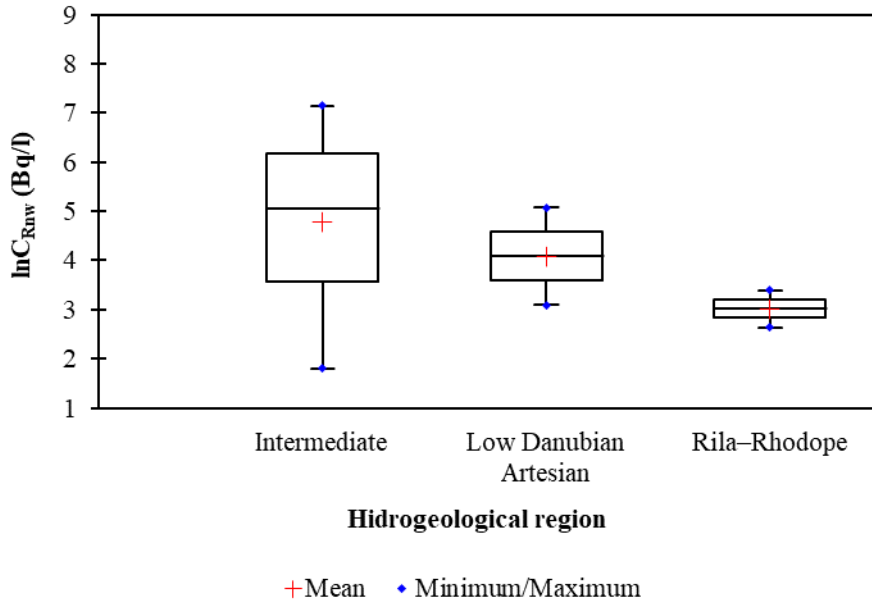 9
8
7
6
5
4
3
2
1
lnC_Rnw (Bq/l)
Intermediate
Low Danubian
Artesian
Rila–Rhodope
Hidrogeological region
Mean
Minimum/Maximum